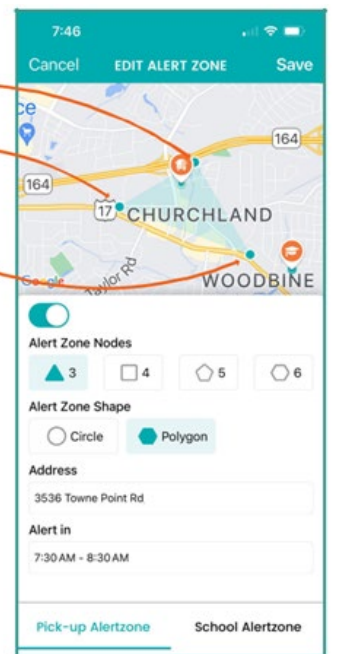 7:46
Cancel EDIT ALERT ZONE Save
ce
164
164
17 CHURCHLAND
Taylor Rd
WOODBINE
Google
Alert Zone Nodes
3 4 5 6
Alert Zone Shape
Circle Polygon
Address
3536 Towne Point Rd
Alert in
7:30 AM - 8:30 AM
Pick-up Alertzone School Alertzone